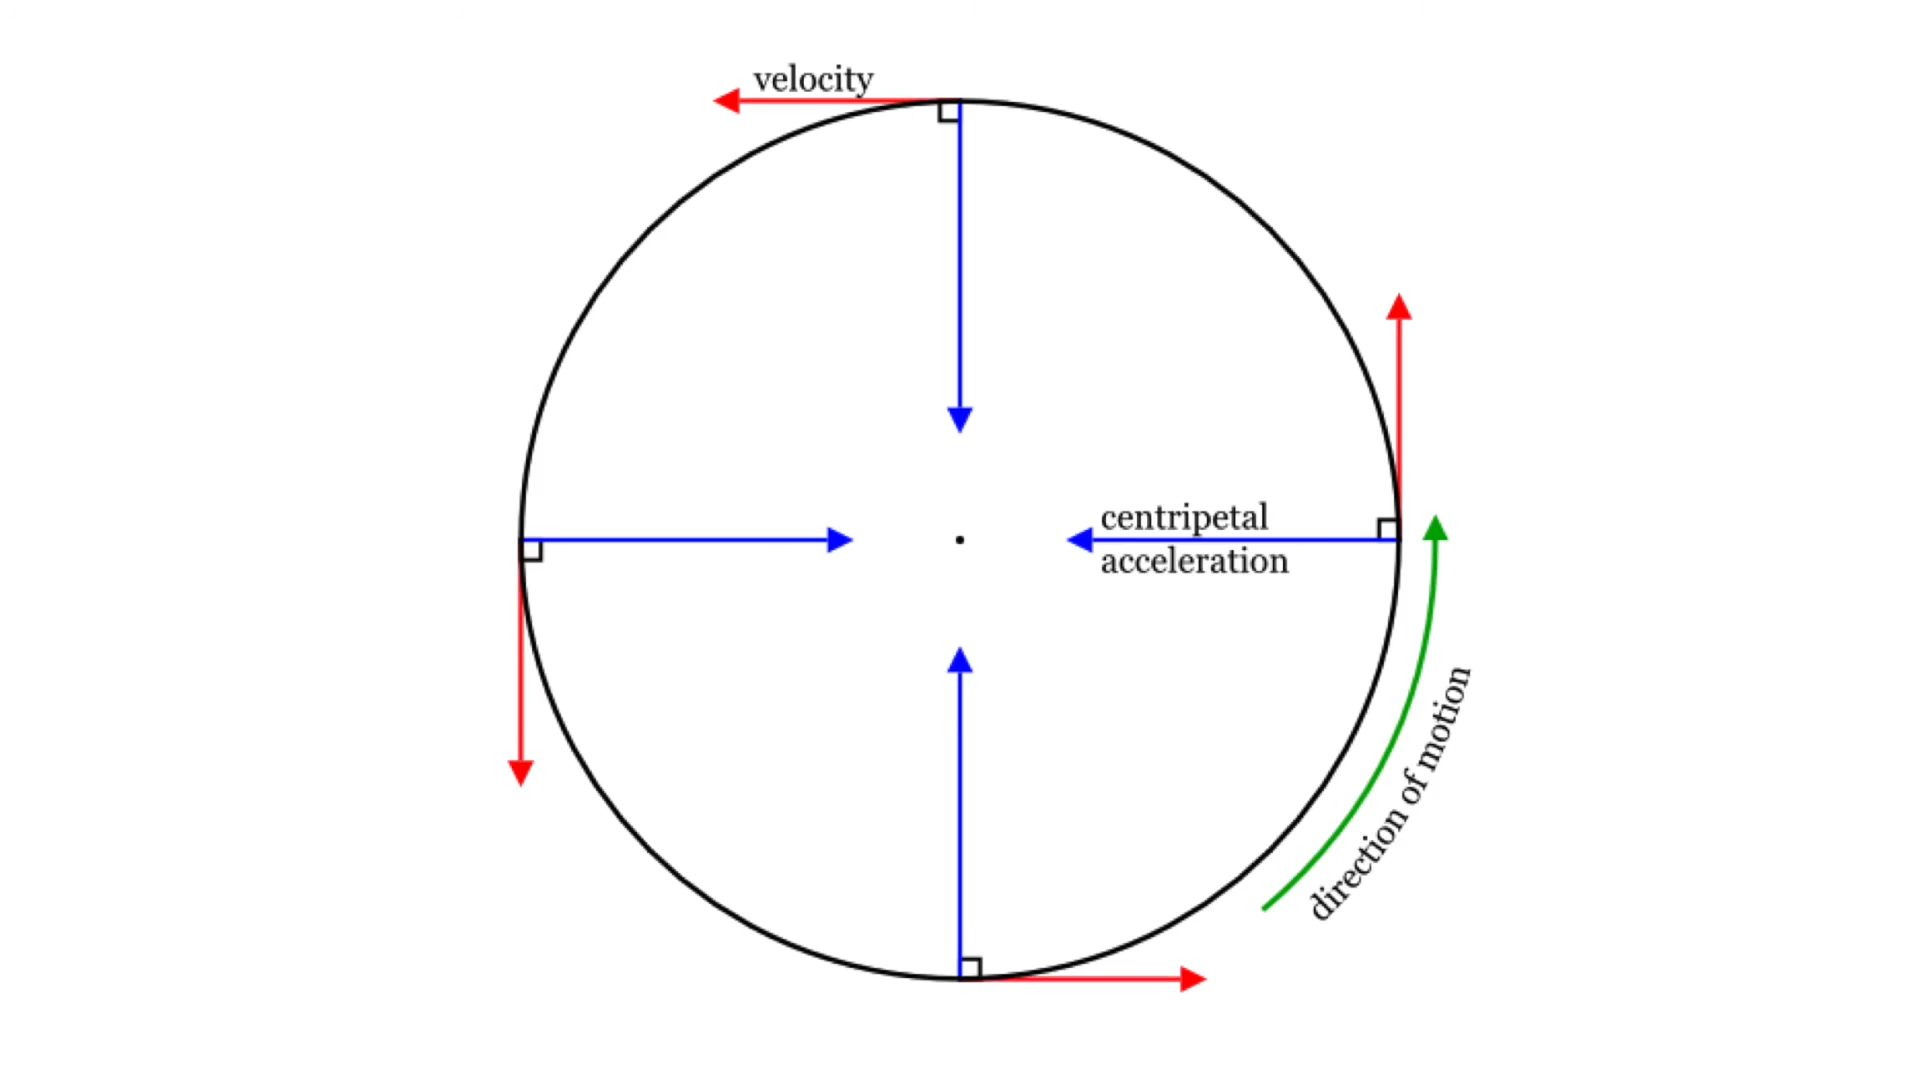 velocity
centripetal
acceleration
direction of motion